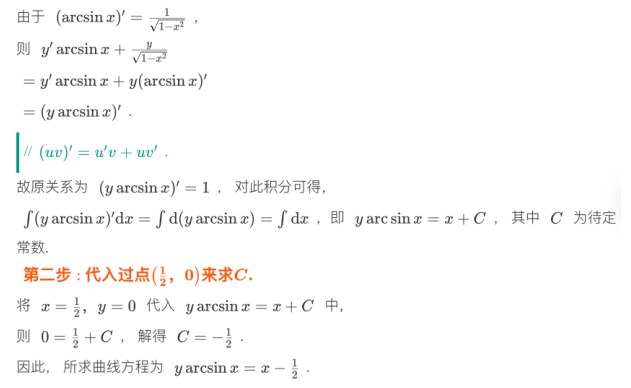 由于 (arcsin x)′ = 1/√(1−x²) ，
则 y′ arcsin x + y/√(1−x²)
= y′ arcsin x + y(arcsin x)′
= (y arcsin x)′ .
// (uv)′ = u′v + uv′ .
故原关系为 (y arcsin x)′ = 1 ， 对此积分可得，
∫(y arcsin x)′dx = ∫ d(y arcsin x) = ∫ dx ，即 y arc sin x = x + C ， 其中 C 为待定
常数.
第二步：代入过点(1/2，0)来求C.
将 x = 1/2， y = 0 代入 y arcsin x = x + C 中，
则 0 = 1/2 + C ， 解得 C = −1/2 .
因此， 所求曲线方程为 y arcsin x = x − 1/2 .